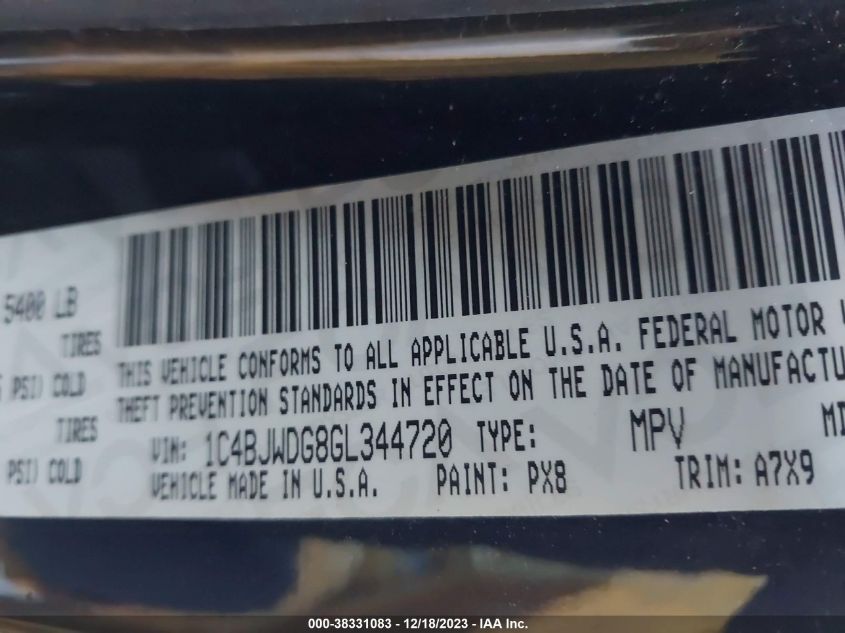 5400 LB
TIRES
PSI) COLD
TIRES
PSI) COLD
THIS VEHICLE CONFORMS TO ALL APPLICABLE U.S.A. FEDERAL MOTOR
THEFT PREVENTION STANDARDS IN EFFECT ON THE DATE OF MANUFACTU
VIN: 1C4BJWDG8GL344720 TYPE: MPV MD
VEHICLE MADE IN U.S.A. PAINT: PX8 TRIM: A7X9
000-38331083 - 12/18/2023 - IAA Inc.